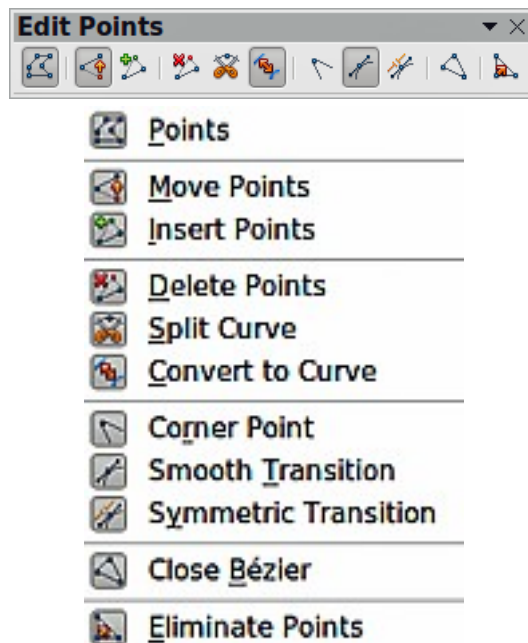 Edit Points
Points
Move Points
Insert Points
Delete Points
Split Curve
Convert to Curve
Corner Point
Smooth Transition
Symmetric Transition
Close Bézier
Eliminate Points